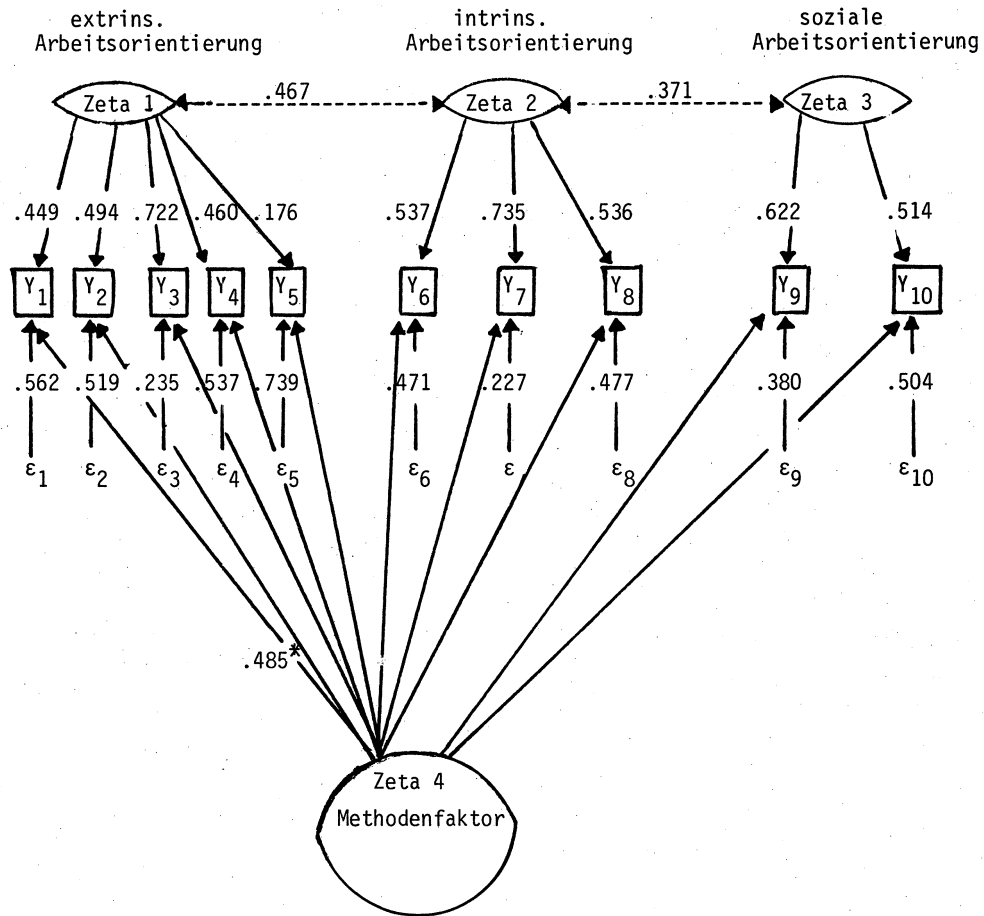 extrins. intrins. soziale
Arbeitsorientierung Arbeitsorientierung Arbeitsorientierung
Zeta 1 .467 Zeta 2 .371 Zeta 3
.449 .494 .722 .460 .176 .537 .735 .536 .622 .514
Y1 Y2 Y3 Y4 Y5 Y6 Y7 Y8 Y9 Y10
.562 .519 .235 .537 .739 .471 .227 .477 .380 .504
ε1 ε2 ε3 ε4 ε5 ε6 ε ε8 ε9 ε10
.485*
Zeta 4
Methodenfaktor